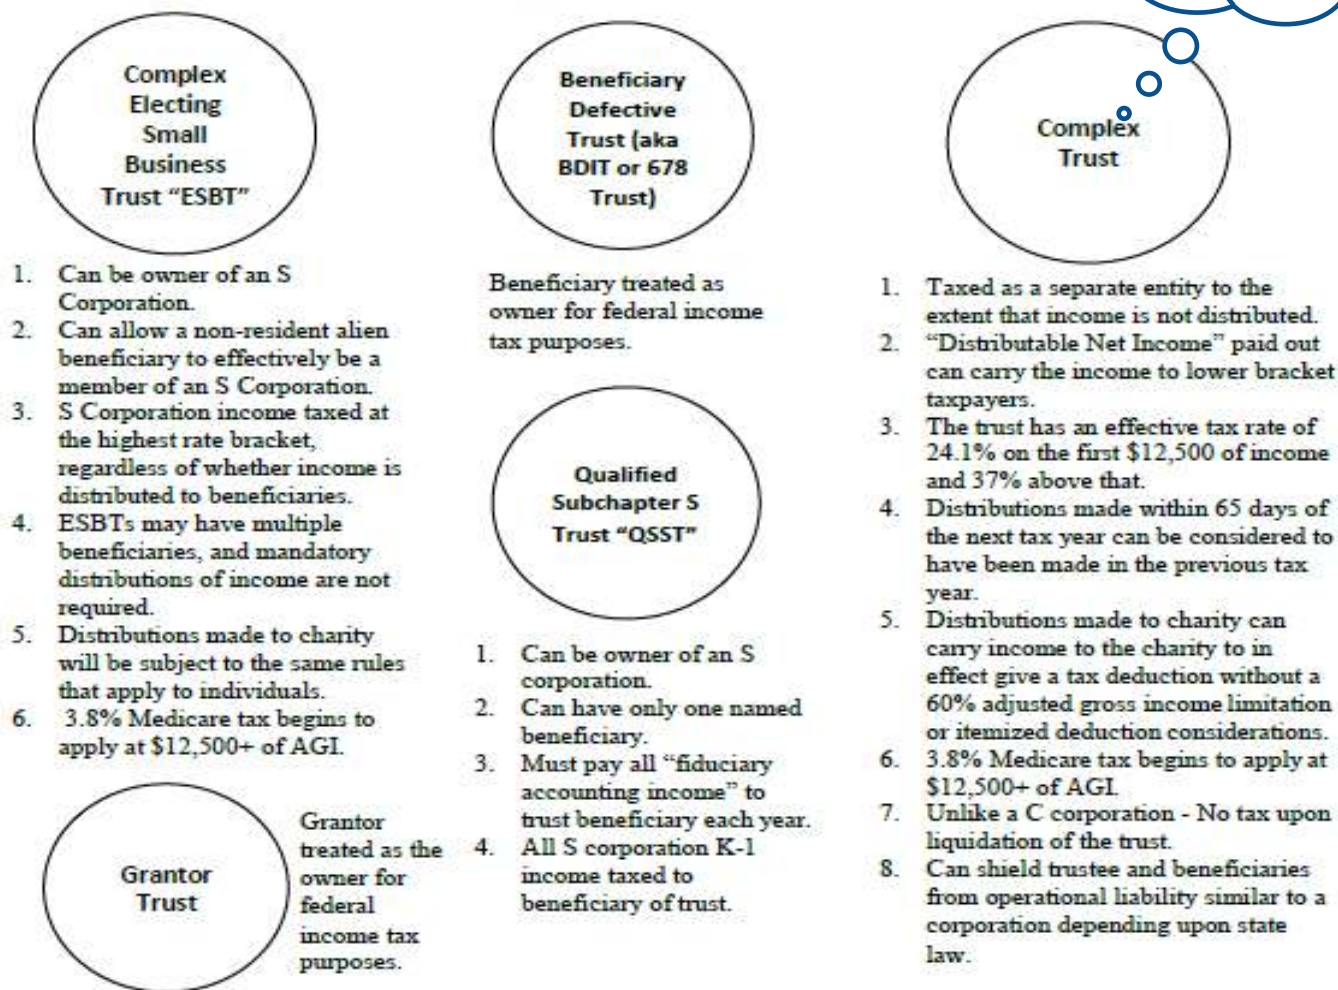 Complex
Electing
Small
Business
Trust “ESBT”
1. Can be owner of an S
Corporation.
2. Can allow a non-resident alien
beneficiary to effectively be a
member of an S Corporation.
3. S Corporation income taxed at
the highest rate bracket,
regardless of whether income is
distributed to beneficiaries.
4. ESBTs may have multiple
beneficiaries, and mandatory
distributions of income are not
required.
5. Distributions made to charity
will be subject to the same rules
that apply to individuals.
6. 3.8% Medicare tax begins to
apply at $12,500+ of AGI.
Grantor
Trust
Grantor
treated as the
owner for
federal
income tax
purposes.
Beneficiary
Defective
Trust (aka
BDIT or 678
Trust)
Beneficiary treated as
owner for federal income
tax purposes.
Qualified
Subchapter S
Trust “QSST”
1. Can be owner of an S
corporation.
2. Can have only one named
beneficiary.
3. Must pay all “fiduciary
accounting income” to
trust beneficiary each year.
4. All S corporation K-1
income taxed to
beneficiary of trust.
Complex
Trust
1. Taxed as a separate entity to the
extent that income is not distributed.
2. “Distributable Net Income” paid out
can carry the income to lower bracket
taxpayers.
3. The trust has an effective tax rate of
24.1% on the first $12,500 of income
and 37% above that.
4. Distributions made within 65 days of
the next tax year can be considered to
have been made in the previous tax
year.
5. Distributions made to charity can
carry income to the charity to in
effect give a tax deduction without a
60% adjusted gross income limitation
or itemized deduction considerations.
6. 3.8% Medicare tax begins to apply at
$12,500+ of AGI.
7. Unlike a C corporation - No tax upon
liquidation of the trust.
8. Can shield trustee and beneficiaries
from operational liability similar to a
corporation depending upon state
law.